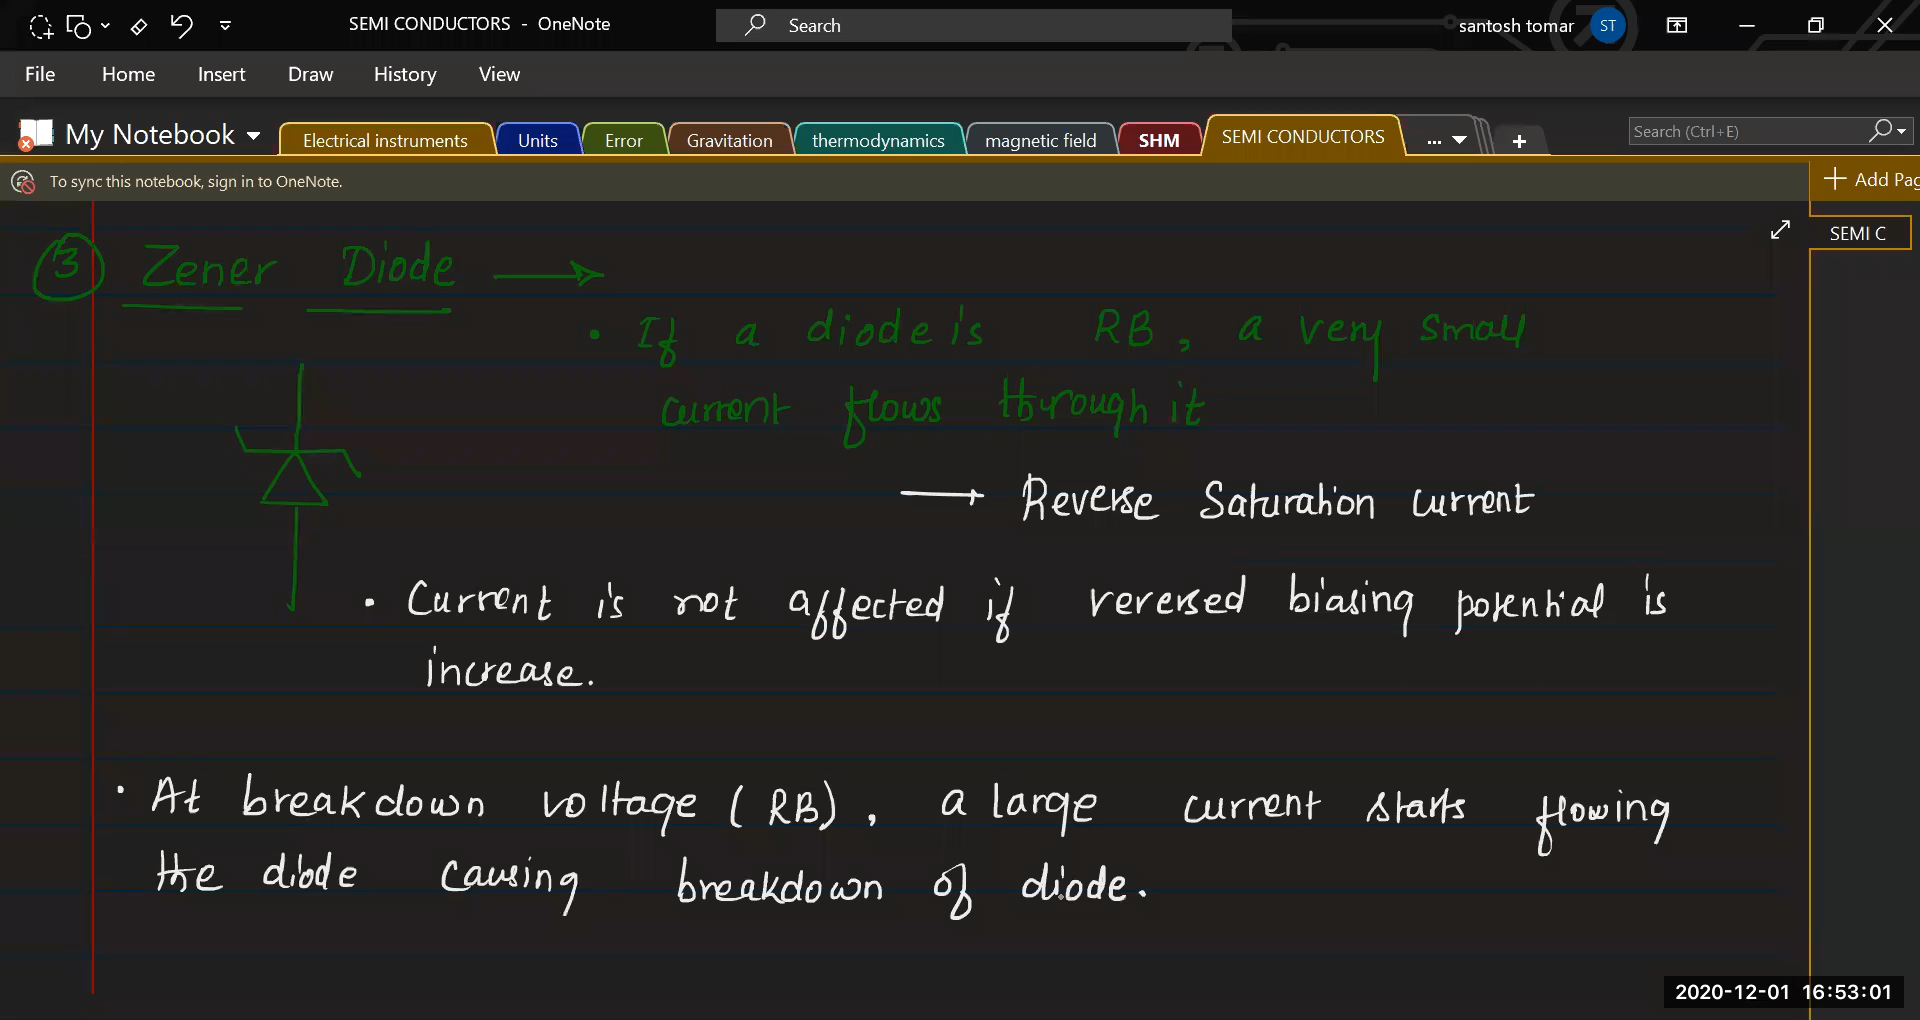 SEMI CONDUCTORS - OneNote
Search
santosh tomar
ST
File Home Insert Draw History View
My Notebook
Electrical instruments
Units
Error
Gravitation
thermodynamics
magnetic field
SHM
SEMI CONDUCTORS
...
+
Search (Ctrl+E)
To sync this notebook, sign in to OneNote.
+ Add Pag
SEMI C
3 Zener Diode →
• If a diode is RB, a very small
current flows through it
→ Reverse Saturation current
• Current is not affected if reversed biasing potential is
increase.
• At breakdown voltage (RB), a large current starts flowing
the diode causing breakdown of diode.
2020-12-01 16:53:01